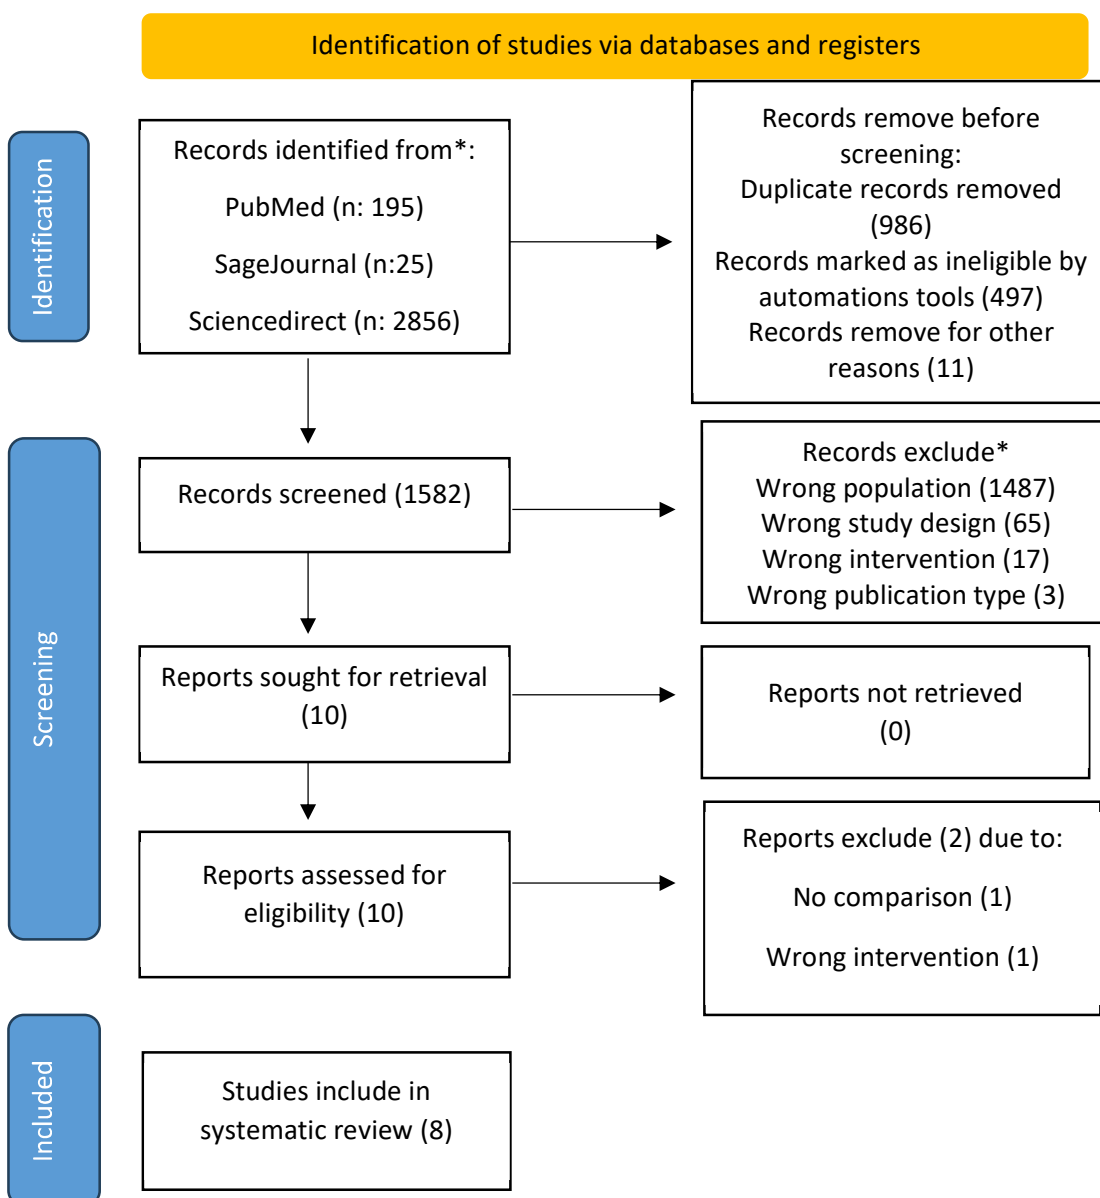 Identification of studies via databases and registers
Identification
Records identified from*:
PubMed (n: 195)
SageJournal (n:25)
Sciencedirect (n: 2856)
Records remove before
screening:
Duplicate records removed
(986)
Records marked as ineligible by
automations tools (497)
Records remove for other
reasons (11)
Screening
Records screened (1582)
Records exclude*
Wrong population (1487)
Wrong study design (65)
Wrong intervention (17)
Wrong publication type (3)
Reports sought for retrieval
(10)
Reports not retrieved
(0)
Reports assessed for
eligibility (10)
Reports exclude (2) due to:
No comparison (1)
Wrong intervention (1)
Included
Studies include in
systematic review (8)